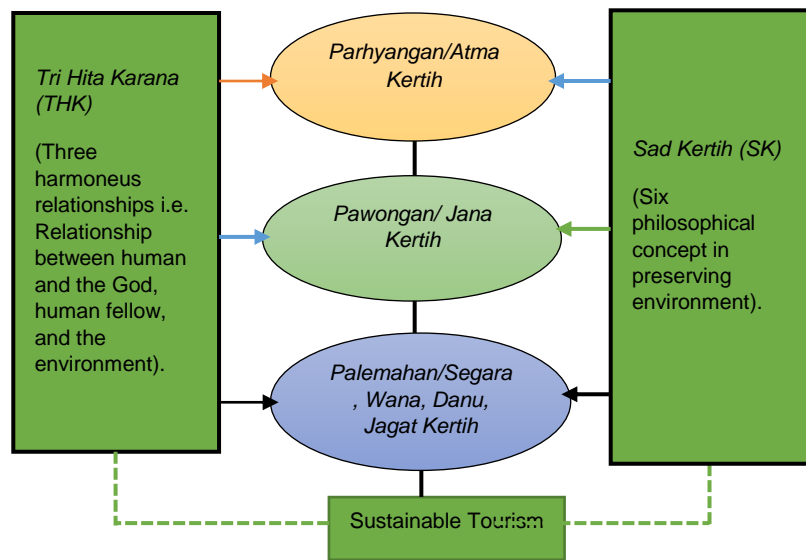 Tri Hita Karana
(THK)
(Three
harmoneus
relationships i.e.
Relationship
between human
and the God,
human fellow,
and the
environment).
Parhyangan/Atma
Kertih
Pawongan/ Jana
Kertih
Palemahan/Segara
, Wana, Danu,
Jagat Kertih
Sad Kertih (SK)
(Six
philosophical
concept in
preserving
environment).
Sustainable Tourism